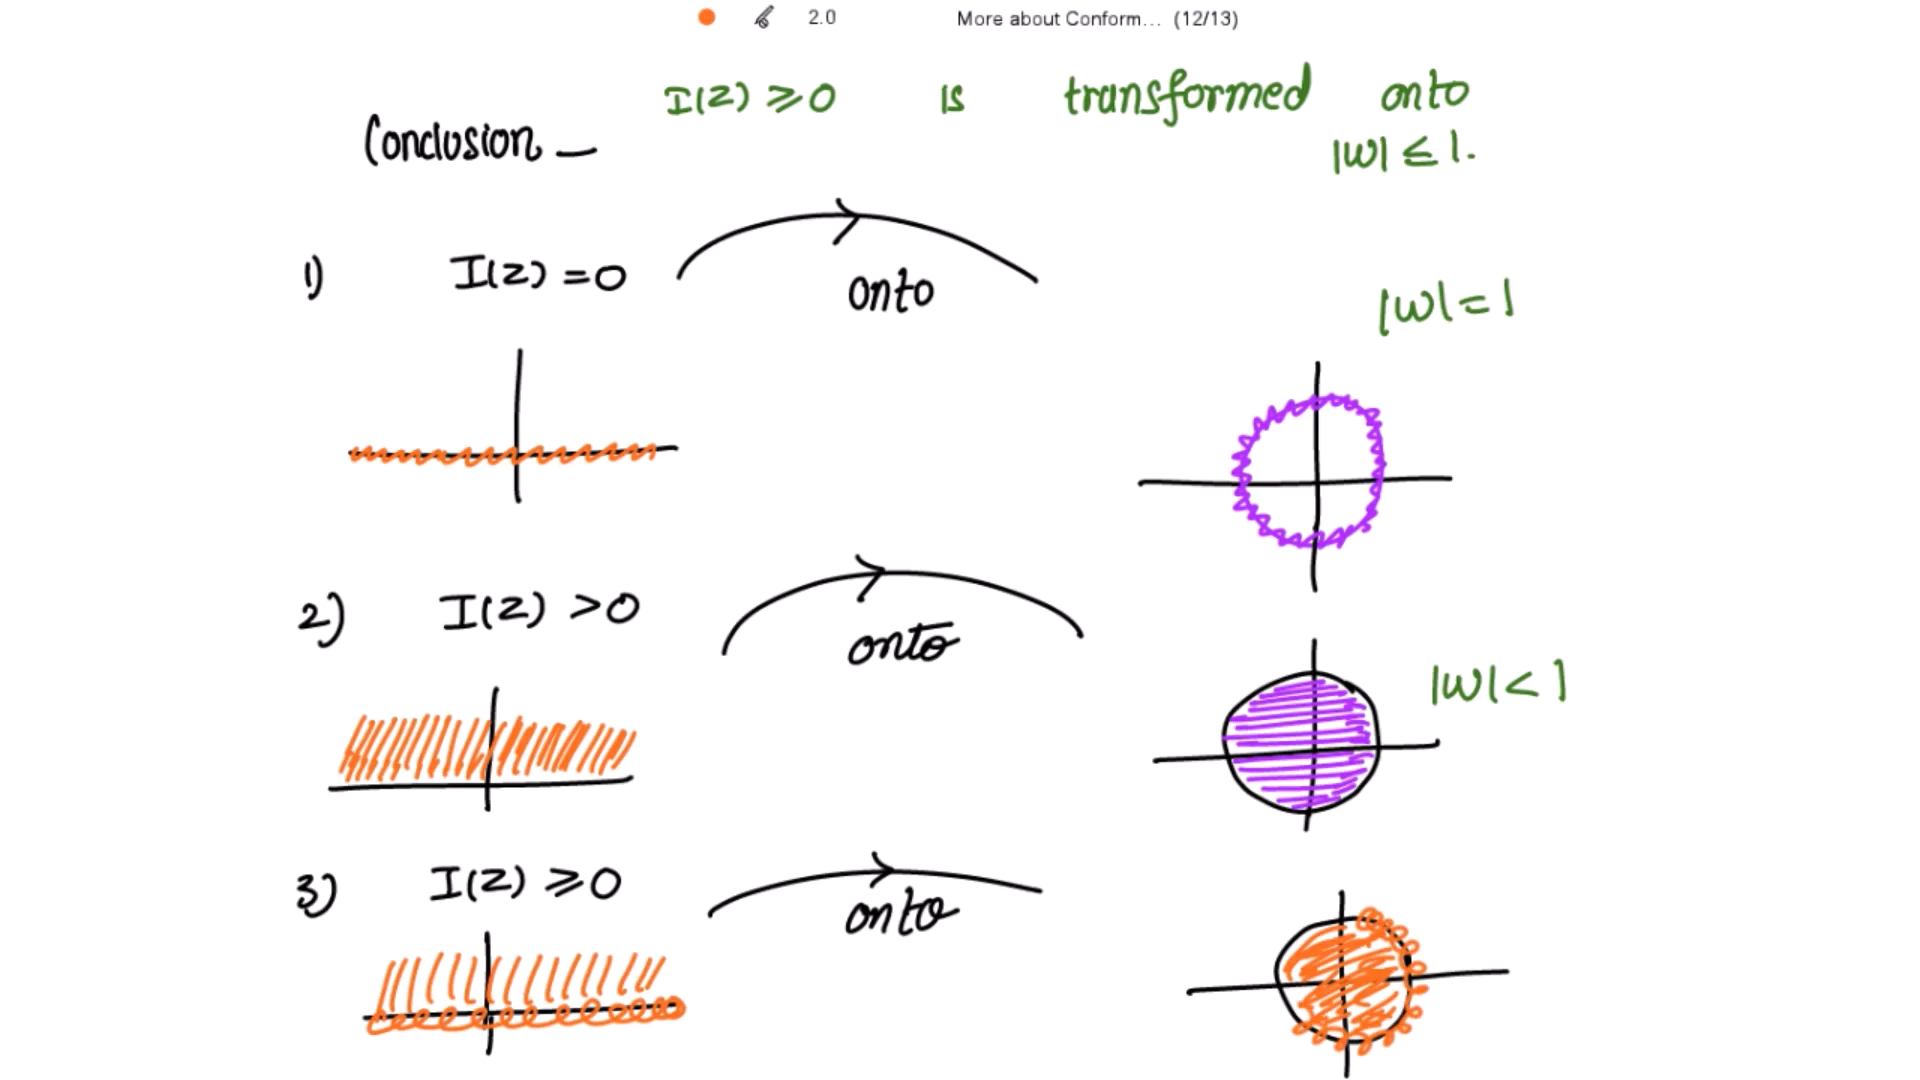 2.0 More about Conform... (12/13)
I(z) ⩾ 0 is transformed onto
Conclusion —
|w| ≤ 1.
1) I(z) = 0
onto
|w| = 1
2) I(z) > 0
onto
|w| < 1
3) I(z) ⩾ 0
onto